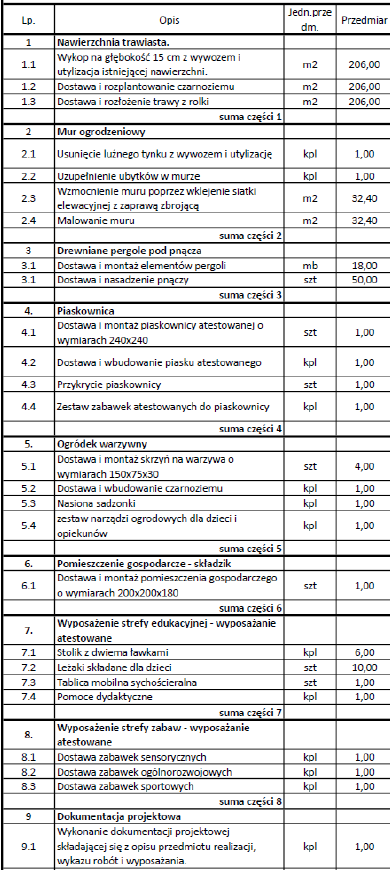 Lp. Opis Jedn.prze Przedmiar
dm.
1 Nawierzchnia trawiasta.
1.1 Wykop na głębokość 15 cm z wywozem i m2 206,00
utylizacja istniejącej nawierzchni.
1.2 Dostawa i rozplantowanie czarnoziemu m2 206,00
1.3 Dostawa i rozłożenie trawy z rolki m2 206,00
suma części 1
2 Mur ogrodzeniowy
2.1 Usunięcie luźnego tynku z wywozem i utylizację kpl 1,00
2.2 Uzupełnienie ubytków w murze kpl 1,00
2.3 Wzmocnienie muru poprzez wklejenie siatki m2 32,40
elewacyjnej z zaprawą zbrojącą
2.4 Malowanie muru m2 32,40
suma części 2
3 Drewniane pergole pod pnącza
3.1 Dostawa i montaż elementów pergoli mb 18,00
3.1 Dostawa i nasadzenie pnączy szt 50,00
suma części 3
4. Piaskownica
4.1 Dostawa i montaż piaskownicy atestowanej o szt 1,00
wymiarach 240x240
4.2 Dostawa i wbudowanie piasku atestowanego kpl 1,00
4.3 Przykrycie piaskownicy szt 1,00
4.4 Zestaw zabawek atestowanych do piaskownicy kpl 1,00
suma części 4
5. Ogródek warzywny
5.1 Dostawa i montaż skrzyń na warzywa o szt 4,00
wymiarach 150x75x30
5.2 Dostawa i wbudowanie czarnoziemu kpl 1,00
5.3 Nasiona sadzonki kpl 1,00
5.4 zestaw narządzi ogrodowych dla dzieci i kpl 1,00
opiekunów
suma części 5
6. Pomieszczenie gospodarcze - składzik
6.1 Dostawa i montaż pomieszczenia gospodarczego szt 1,00
o wymiarach 200x200x180
suma części 6
7. Wyposażenie strefy edukacyjnej - wyposażanie
atestowane
7.1 Stolik z dwiema ławkami kpl 6,00
7.2 Leżaki składane dla dzieci szt 10,00
7.3 Tablica mobilna sychościeralna szt 1,00
7.4 Pomoce dydaktyczne kpl 1,00
suma części 7
8. Wyposażenie strefy zabaw - wyposażanie
atestowane
8.1 Dostawa zabawek sensorycznych kpl 1,00
8.2 Dostawa zabawek ogólnorozwojowych kpl 1,00
8.3 Dostawa zabawek sportowych kpl 1,00
suma części 8
9 Dokumentacja projektowa
9.1 Wykonanie dokumentacji projektowej kpl 1,00
składającej się z opisu przedmiotu realizacji,
wykazu robót i wyposażania.